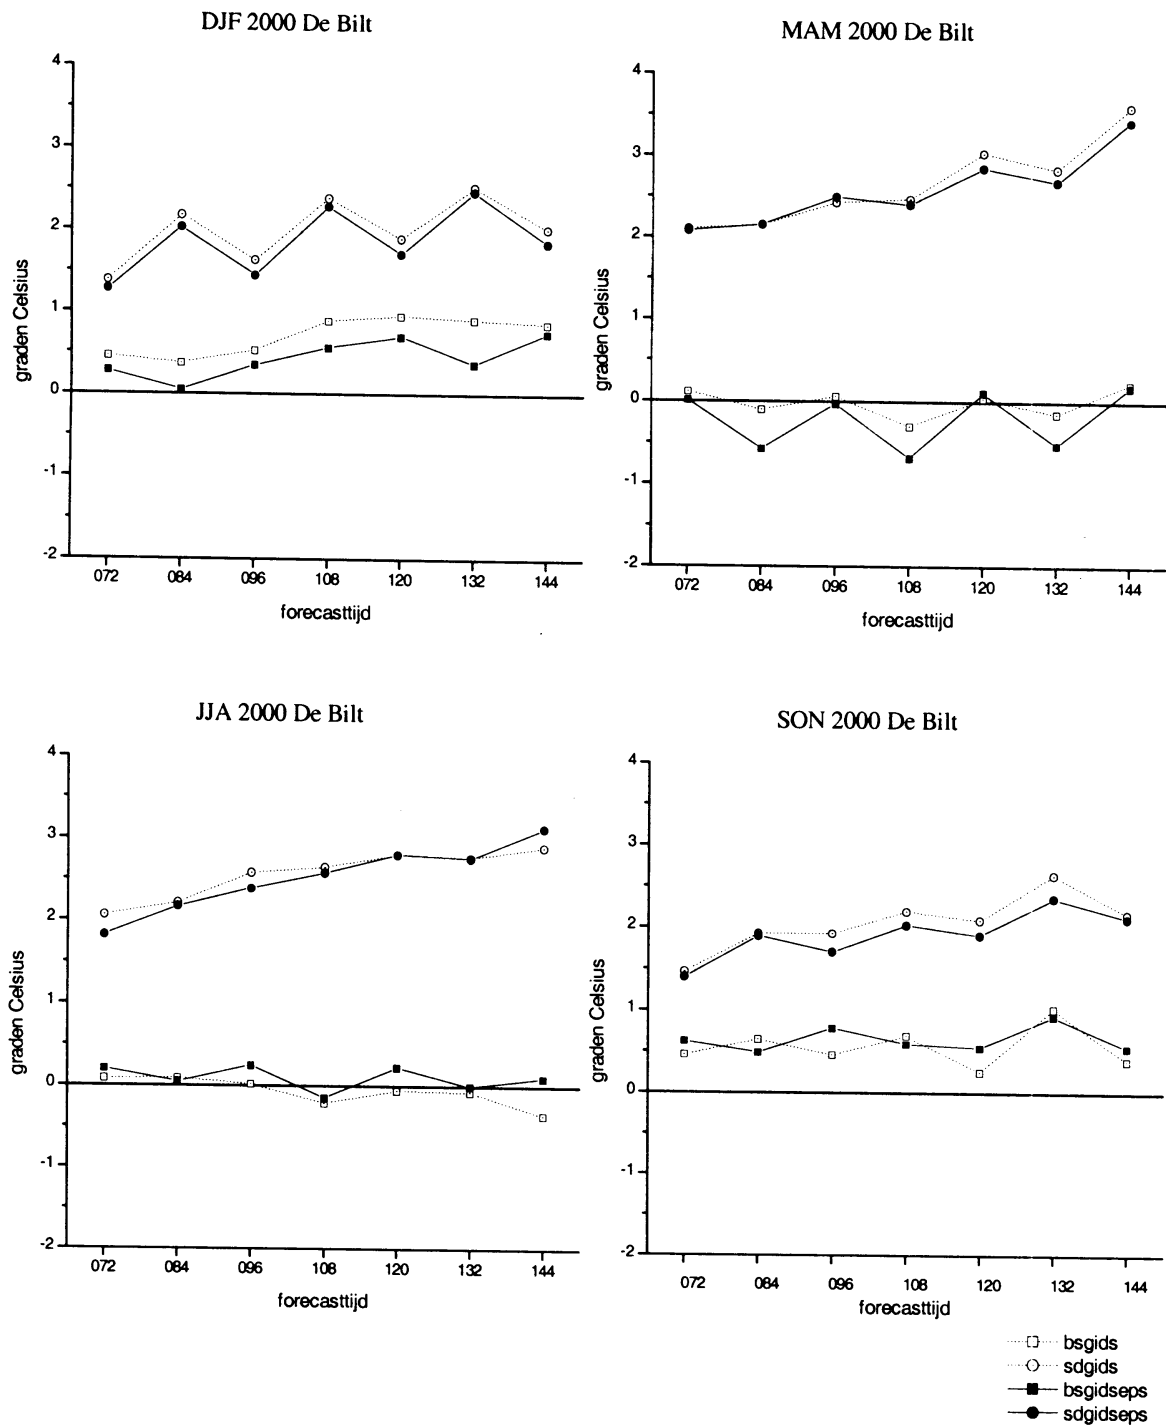 DJF 2000 De Bilt
graden Celsius
4
3
2
1
0
-1
-2
072 084 096 108 120 132 144
forecasttijd
MAM 2000 De Bilt
graden Celsius
4
3
2
1
0
-1
-2
072 084 096 108 120 132 144
forecasttijd
JJA 2000 De Bilt
graden Celsius
4
3
2
1
0
-1
-2
072 084 096 108 120 132 144
forecasttijd
SON 2000 De Bilt
graden Celsius
4
3
2
1
0
-1
-2
072 084 096 108 120 132 144
forecasttijd
bsgids
sdgids
bsgidseps
sdgidseps